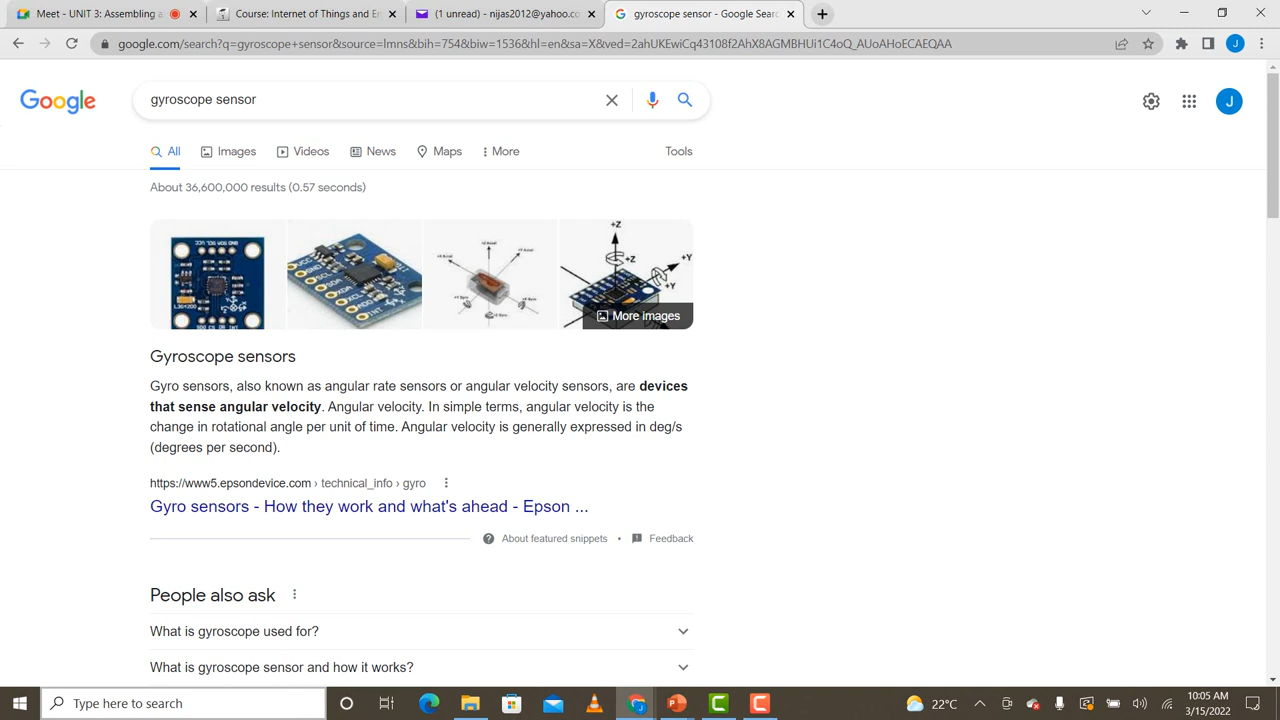 Meet - UNIT 3: Assembling a
Course: Internet of Things and En
(1 unread) - nijas2012@yahoo.co
gyroscope sensor - Google Searc
google.com/search?q=gyroscope+sensor&source=lmns&bih=754&biw=1536&hl=en&sa=X&ved=2ahUKEwiCq43108f2AhX8AGMBHUi1C4oQ_AUoAHoECAEQAA
J
Google
gyroscope sensor
J
All
Images
Videos
News
Maps
More
Tools
About 36,600,000 results (0.57 seconds)
+Z
+Z
+Y
+Y
More images
Gyroscope sensors
Gyro sensors, also known as angular rate sensors or angular velocity sensors, are devices
that sense angular velocity. Angular velocity. In simple terms, angular velocity is the
change in rotational angle per unit of time. Angular velocity is generally expressed in deg/s
(degrees per second).
https://www5.epsondevice.com › technical_info › gyro
Gyro sensors - How they work and what's ahead - Epson ...
About featured snippets • Feedback
People also ask
What is gyroscope used for?
What is gyroscope sensor and how it works?
Type here to search
22°C
10:05 AM
3/15/2022